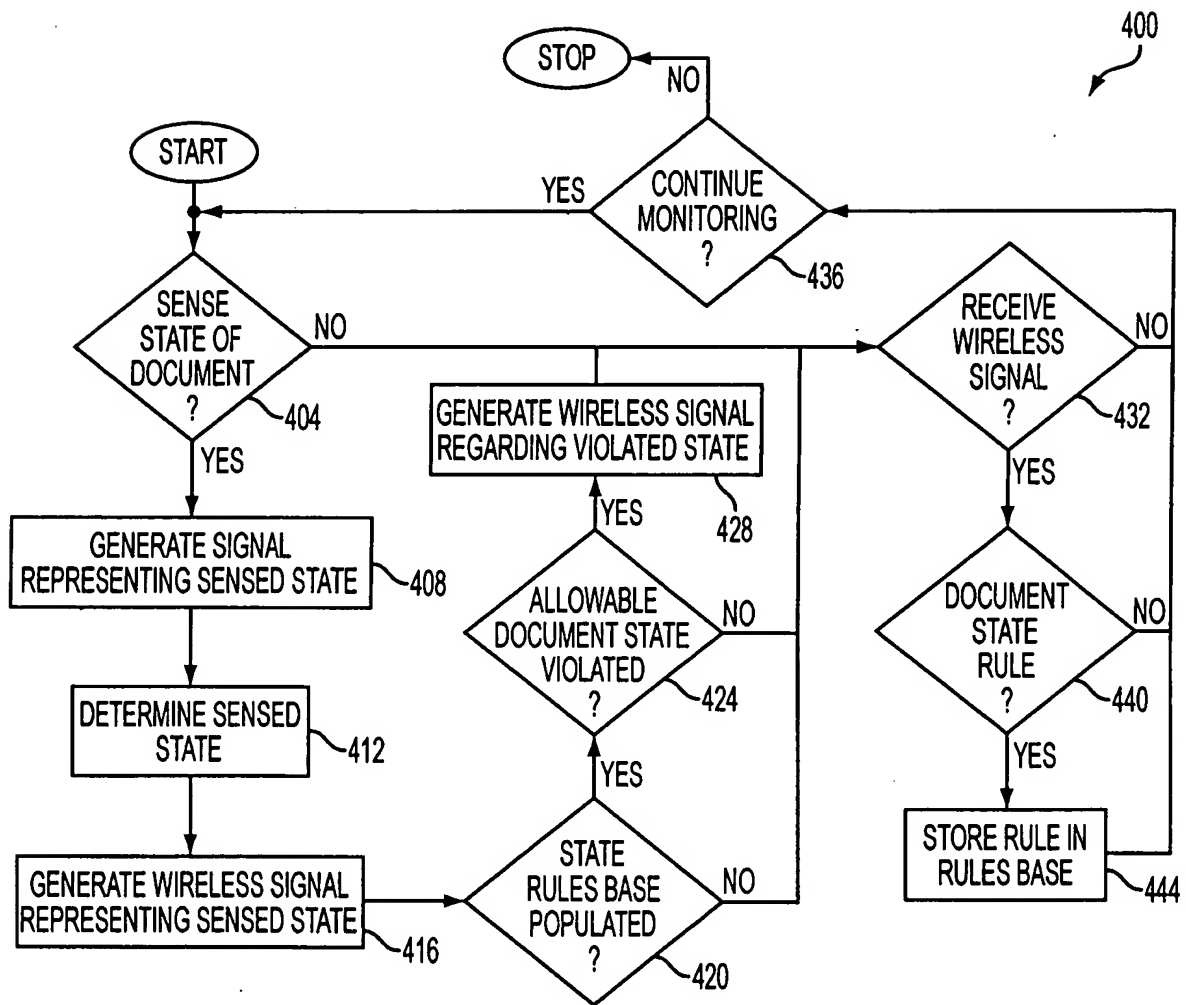 400
STOP
NO
START
YES
CONTINUE
MONITORING
?
436
SENSE
STATE OF
DOCUMENT
?
404
NO
YES
RECEIVE
WIRELESS
SIGNAL
?
432
NO
YES
GENERATE WIRELESS SIGNAL
REGARDING VIOLATED STATE
428
YES
GENERATE SIGNAL
REPRESENTING SENSED STATE
408
ALLOWABLE
DOCUMENT STATE
VIOLATED
?
424
NO
DOCUMENT
STATE
RULE
?
440
NO
YES
DETERMINE SENSED
STATE
412
YES
GENERATE WIRELESS SIGNAL
REPRESENTING SENSED STATE
416
STATE
RULES BASE
POPULATED
?
420
NO
STORE RULE IN
RULES BASE
444